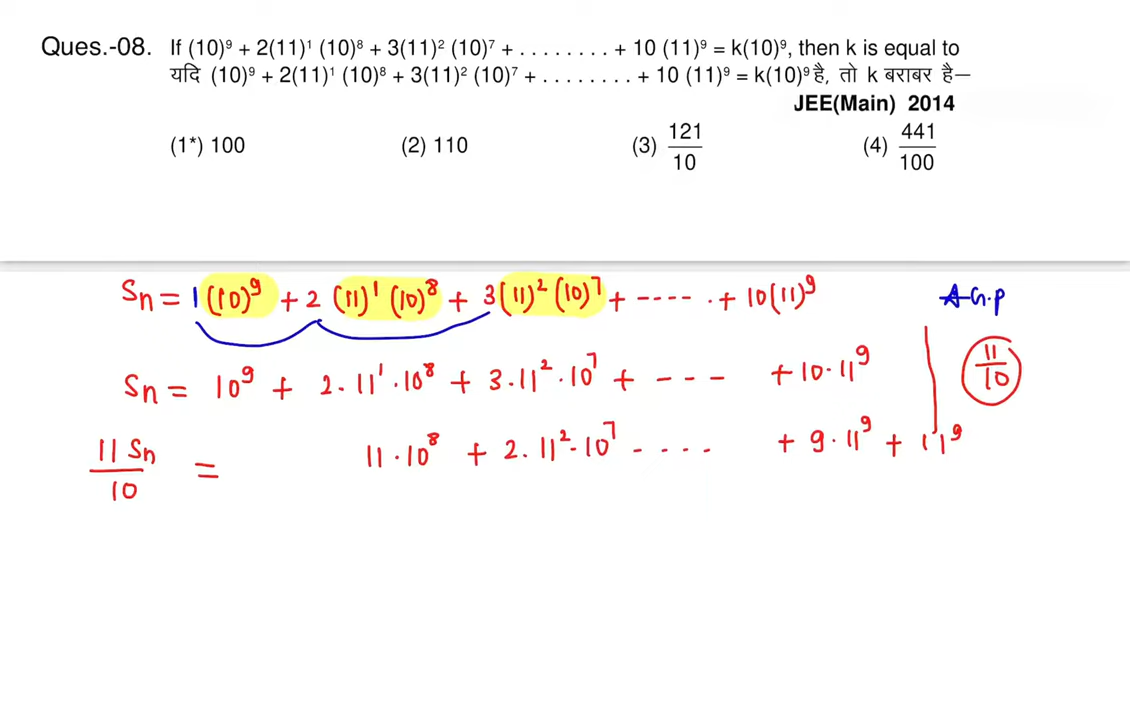 Ques.-08. If (10)⁹ + 2(11)¹ (10)⁸ + 3(11)² (10)⁷ + . . . . . . . . + 10 (11)⁹ = k(10)⁹, then k is equal to
यदि (10)⁹ + 2(11)¹ (10)⁸ + 3(11)² (10)⁷ + . . . . . . . . + 10 (11)⁹ = k(10)⁹ है, तो k बराबर है–
JEE(Main) 2014
(1*) 100 (2) 110 (3) 121/10 (4) 441/100
Sn = 1(10)⁹ + 2 (11)¹ (10)⁸ + 3(11)² (10)⁷ + ---- . + 10(11)⁹ A·G.P
Sn = 10⁹ + 2. 11¹ . 10⁸ + 3. 11² . 10⁷ + --- + 10. 11⁹ 11/10
11 Sn/10 = 11 . 10⁸ + 2. 11² . 10⁷ - . . . + 9 . 11⁹ + 11⁹